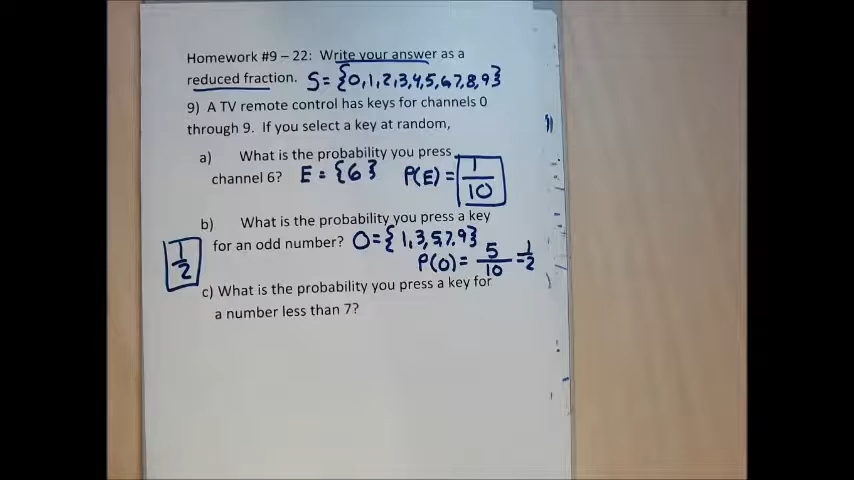 Homework #9 – 22: Write your answer as a
reduced fraction. S = {0,1,2,3,4,5,6,7,8,9}
9) A TV remote control has keys for channels 0
through 9. If you select a key at random,
a) What is the probability you press
channel 6? E = {6} P(E) = 1/10
b) What is the probability you press a key
for an odd number? O = {1,3,5,7,9}
1/2 P(O) = 5/10 = 1/2
c) What is the probability you press a key for
a number less than 7?